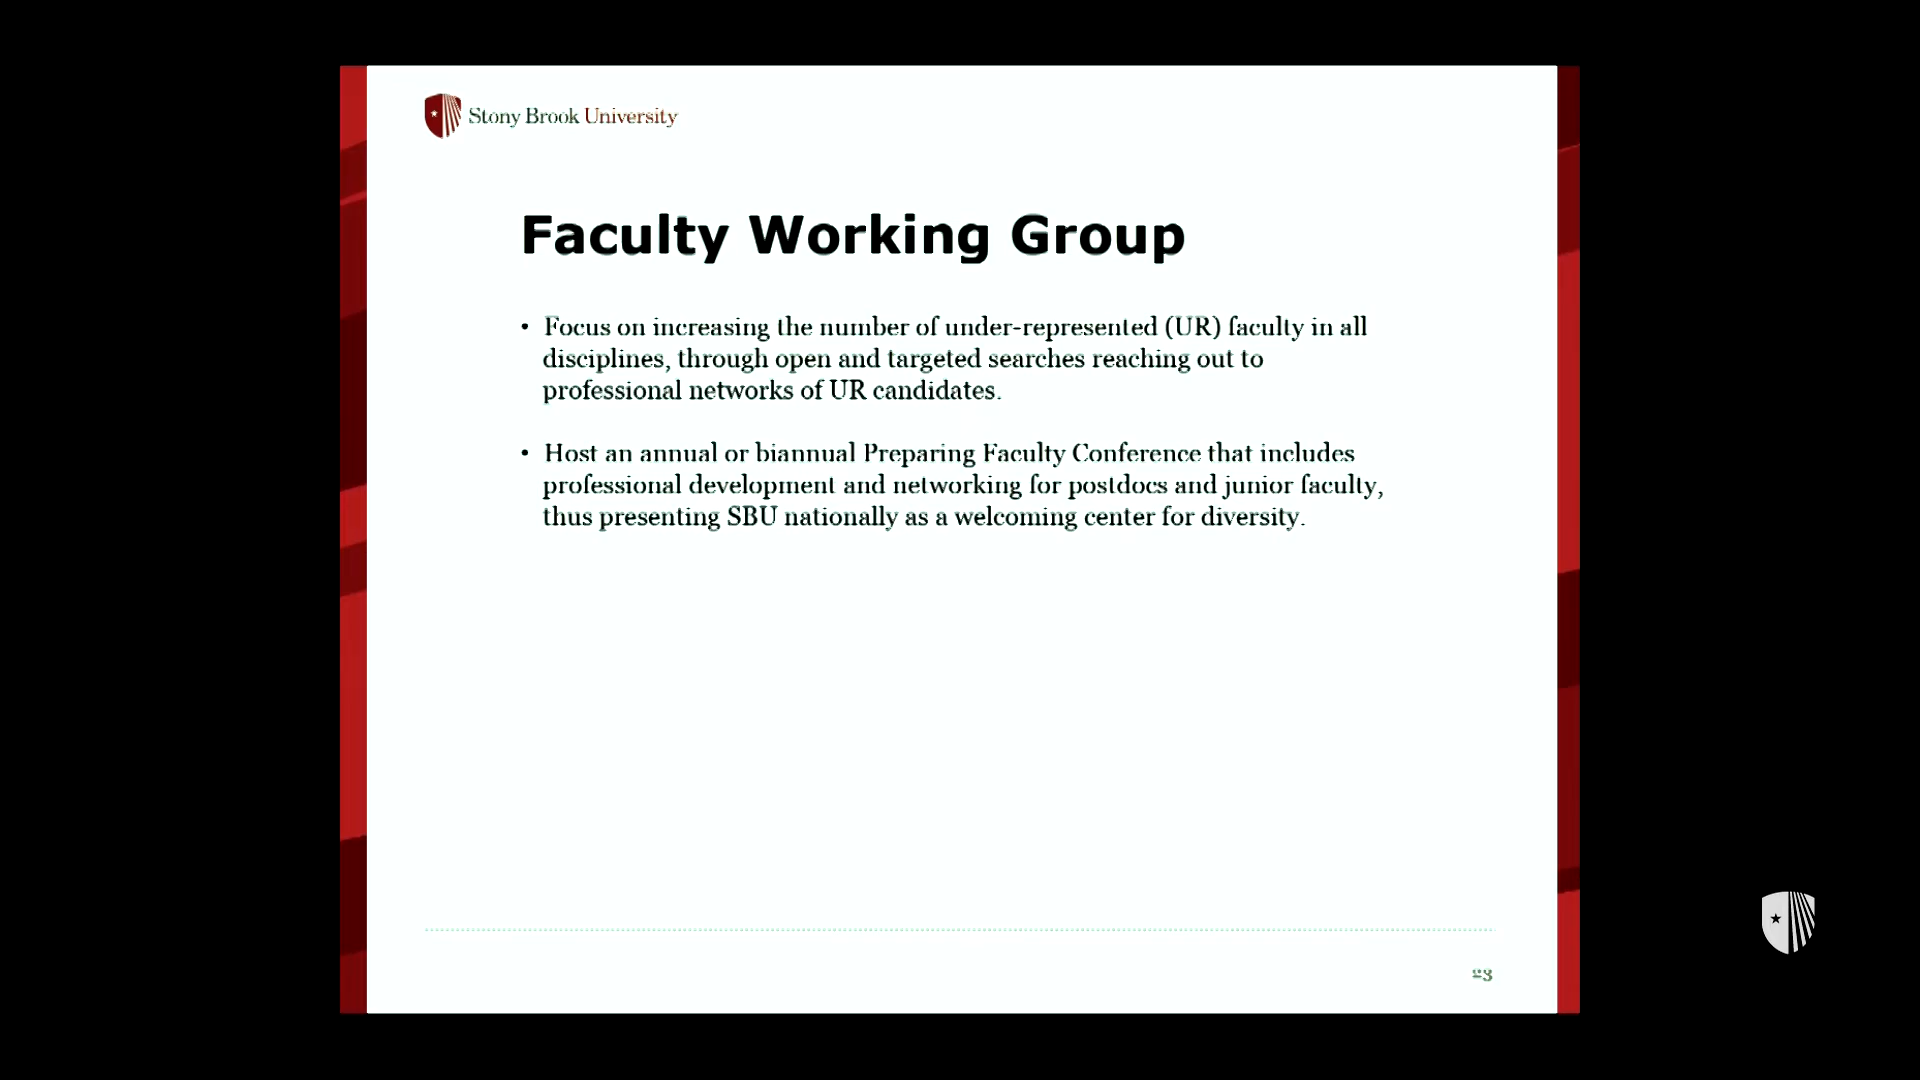 Stony Brook University
Faculty Working Group
• Focus on increasing the number of under-represented (UR) faculty in all
disciplines, through open and targeted searches reaching out to
professional networks of UR candidates.
• Host an annual or biannual Preparing Faculty Conference that includes
professional development and networking for postdocs and junior faculty,
thus presenting SBU nationally as a welcoming center for diversity.
23